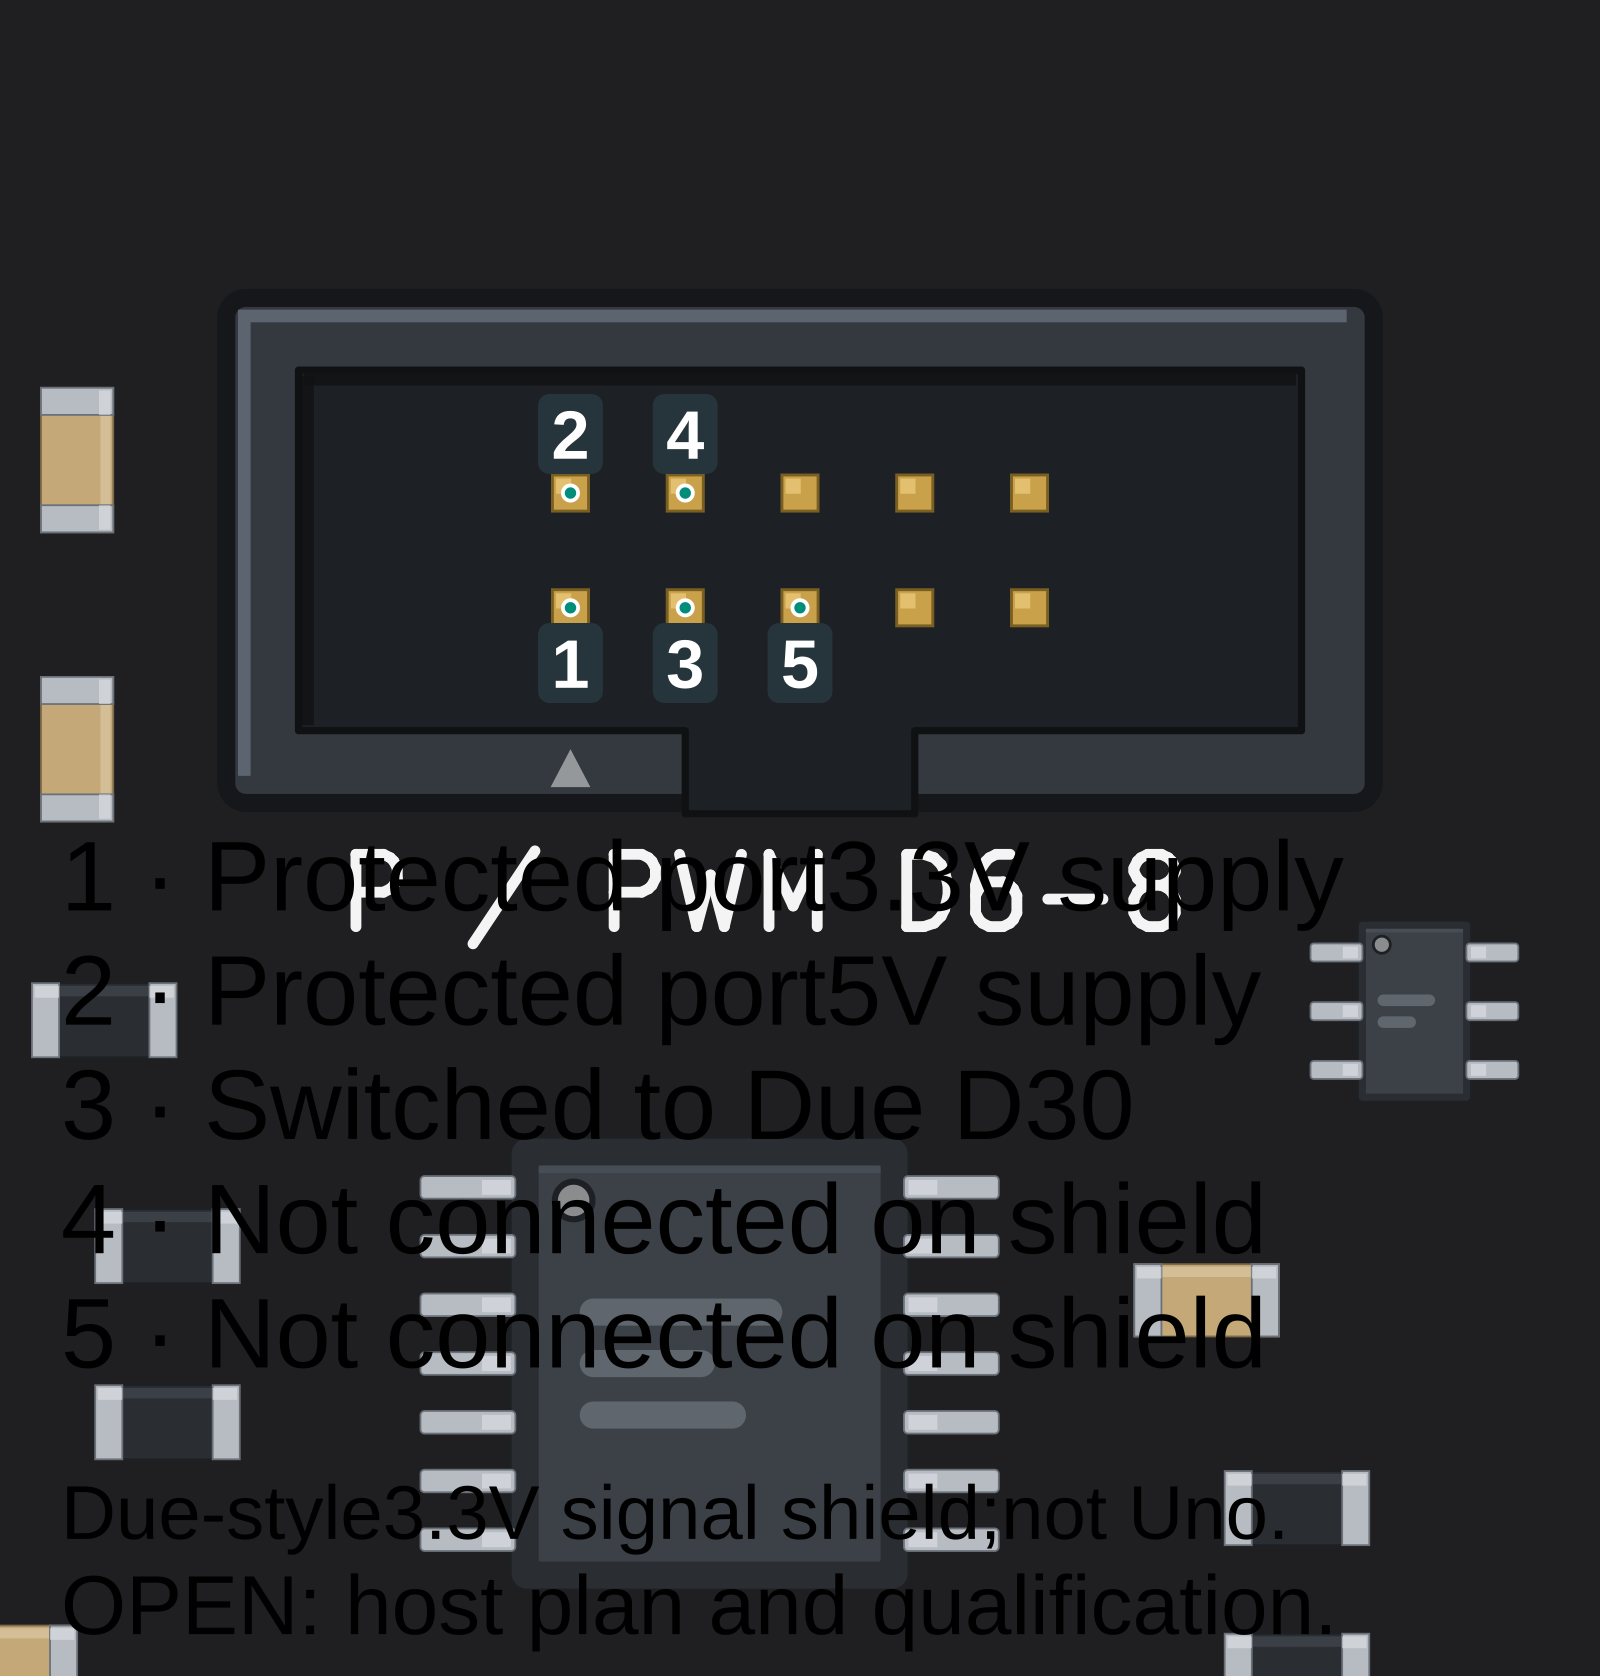 2 4
1 3 5
P / PWM D6-8
1 · Protected port3.3V supply
2 · Protected port5V supply
3 · Switched to Due D30
4 · Not connected on shield
5 · Not connected on shield
Due-style3.3V signal shield;not Uno.
OPEN: host plan and qualification.